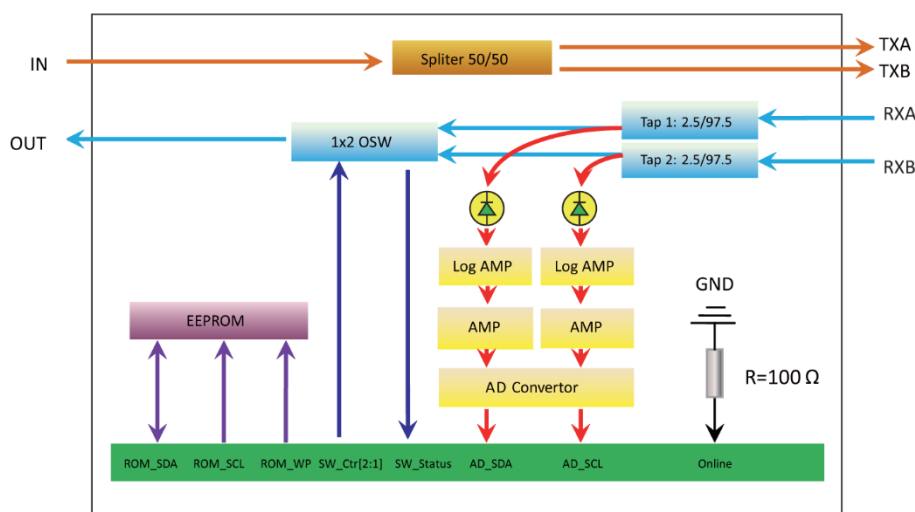 IN
Spliter 50/50
TXA
TXB
OUT
1x2 OSW
Tap 1: 2.5/97.5
RXA
Tap 2: 2.5/97.5
RXB
Log AMP
Log AMP
GND
EEPROM
AMP
AMP
R=100 Ω
AD Convertor
ROM_SDA ROM_SCL ROM_WP SW_Ctr[2:1] SW_Status AD_SDA AD_SCL Online